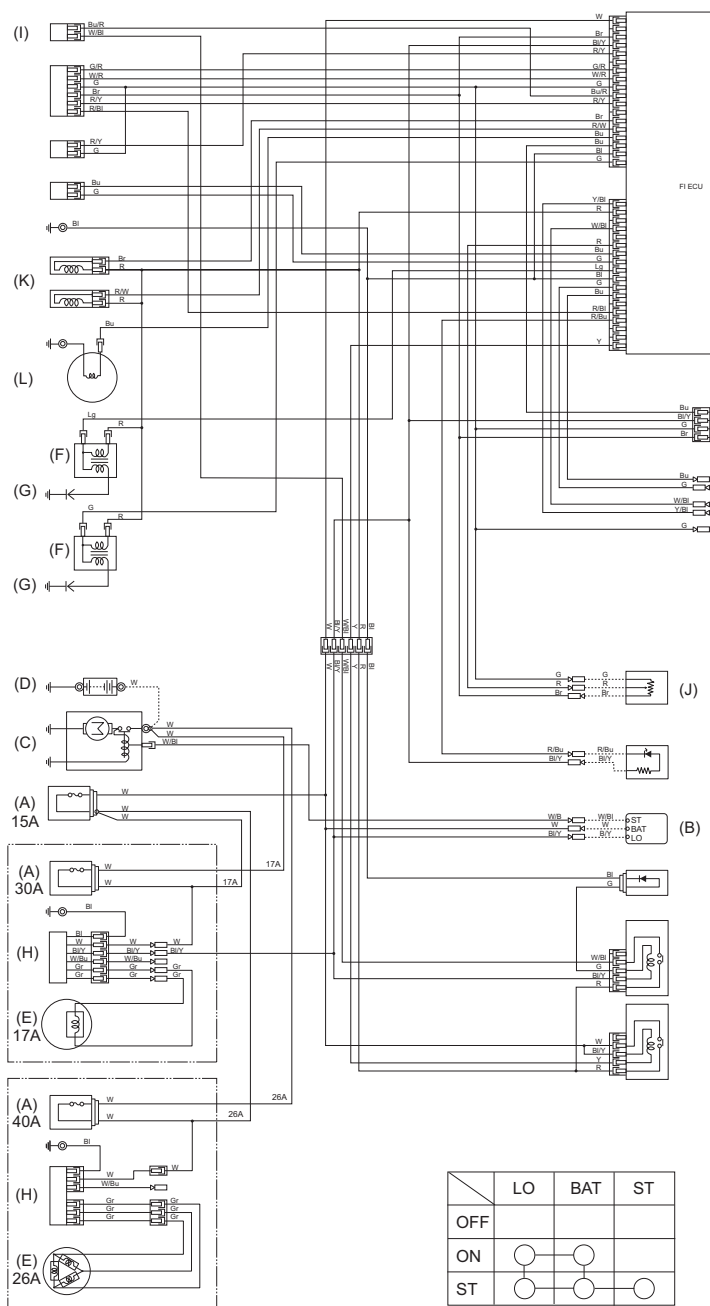 (I)
Bu/R
W/Bl
G/R
W/R
G
Br
R/Y
R/Bl
R/Y
G
Bu
G
Bl
(K)
Br
R
R/W
R
(L)
Bu
(F)
Lg
R
(G)
(F)
G
R
(G)
W
Br
Bl/Y
R/Y
G/R
W/R
G
Bu/R
R/Y
Br
R/W
Bu
Bu
Bl
G
FI ECU
Y/Bl
R
W/Bl
R
Bu
G
Lg
Bl
G
Bu
R/Bl
R/Bu
Y
Bu
Bl/Y
G
Br
Bu
G
W/Bl
Y/Bl
G
W
Bl/Y
W/Bl
Y
R
Bl
W
Bl/Y
W/Bl
Y
R
Bl
(D)
W
(C)
W
W
W/Bl
(J)
G G
R R
Br Br
R/Bu R/Bu
Bl/Y Bl/Y
(A)
15A
W
W
W
(B)
W/B W/Bl ST
W W BAT
Bl/Y B/Y LO
(A)
30A
W 17A
W 17A
Bl
(H)
Bl
W W W
Bl/Y Bl/Y Bl/Y
W/Bu W/Bu
Gr Gr Gr
Gr Gr Gr
(E)
17A
Bl
G
W/Bl
G
Bl/Y
R
W
Bl/Y
Y
R
(A)
40A
W 26A
W 26A
Bl
(H)
W W
W/Bu
Gr Gr
Gr Gr
Gr Gr
(E)
26A
LO BAT ST
OFF
ON
ST